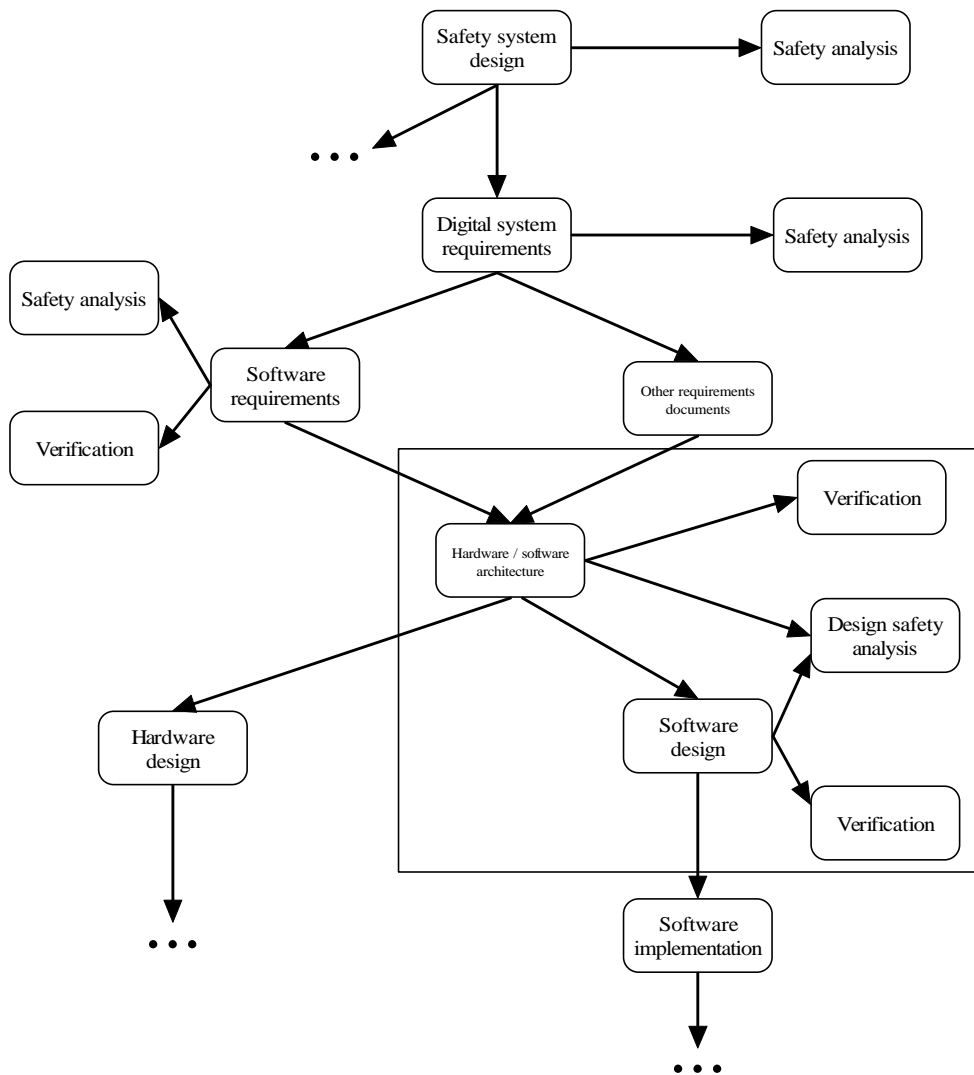 Safety system
design
Safety analysis
• • •
Digital system
requirements
Safety analysis
Safety analysis
Software
requirements
Other requirements
documents
Verification
Verification
Hardware / software
architecture
Design safety
analysis
Hardware
design
Software
design
Verification
• • •
Software
implementation
• • •